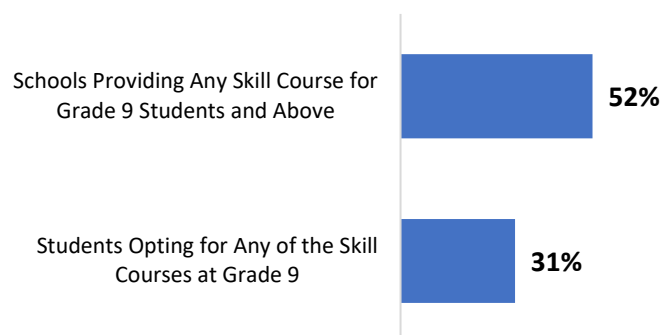 Schools Providing Any Skill Course for
Grade 9 Students and Above
52%
Students Opting for Any of the Skill
Courses at Grade 9
31%